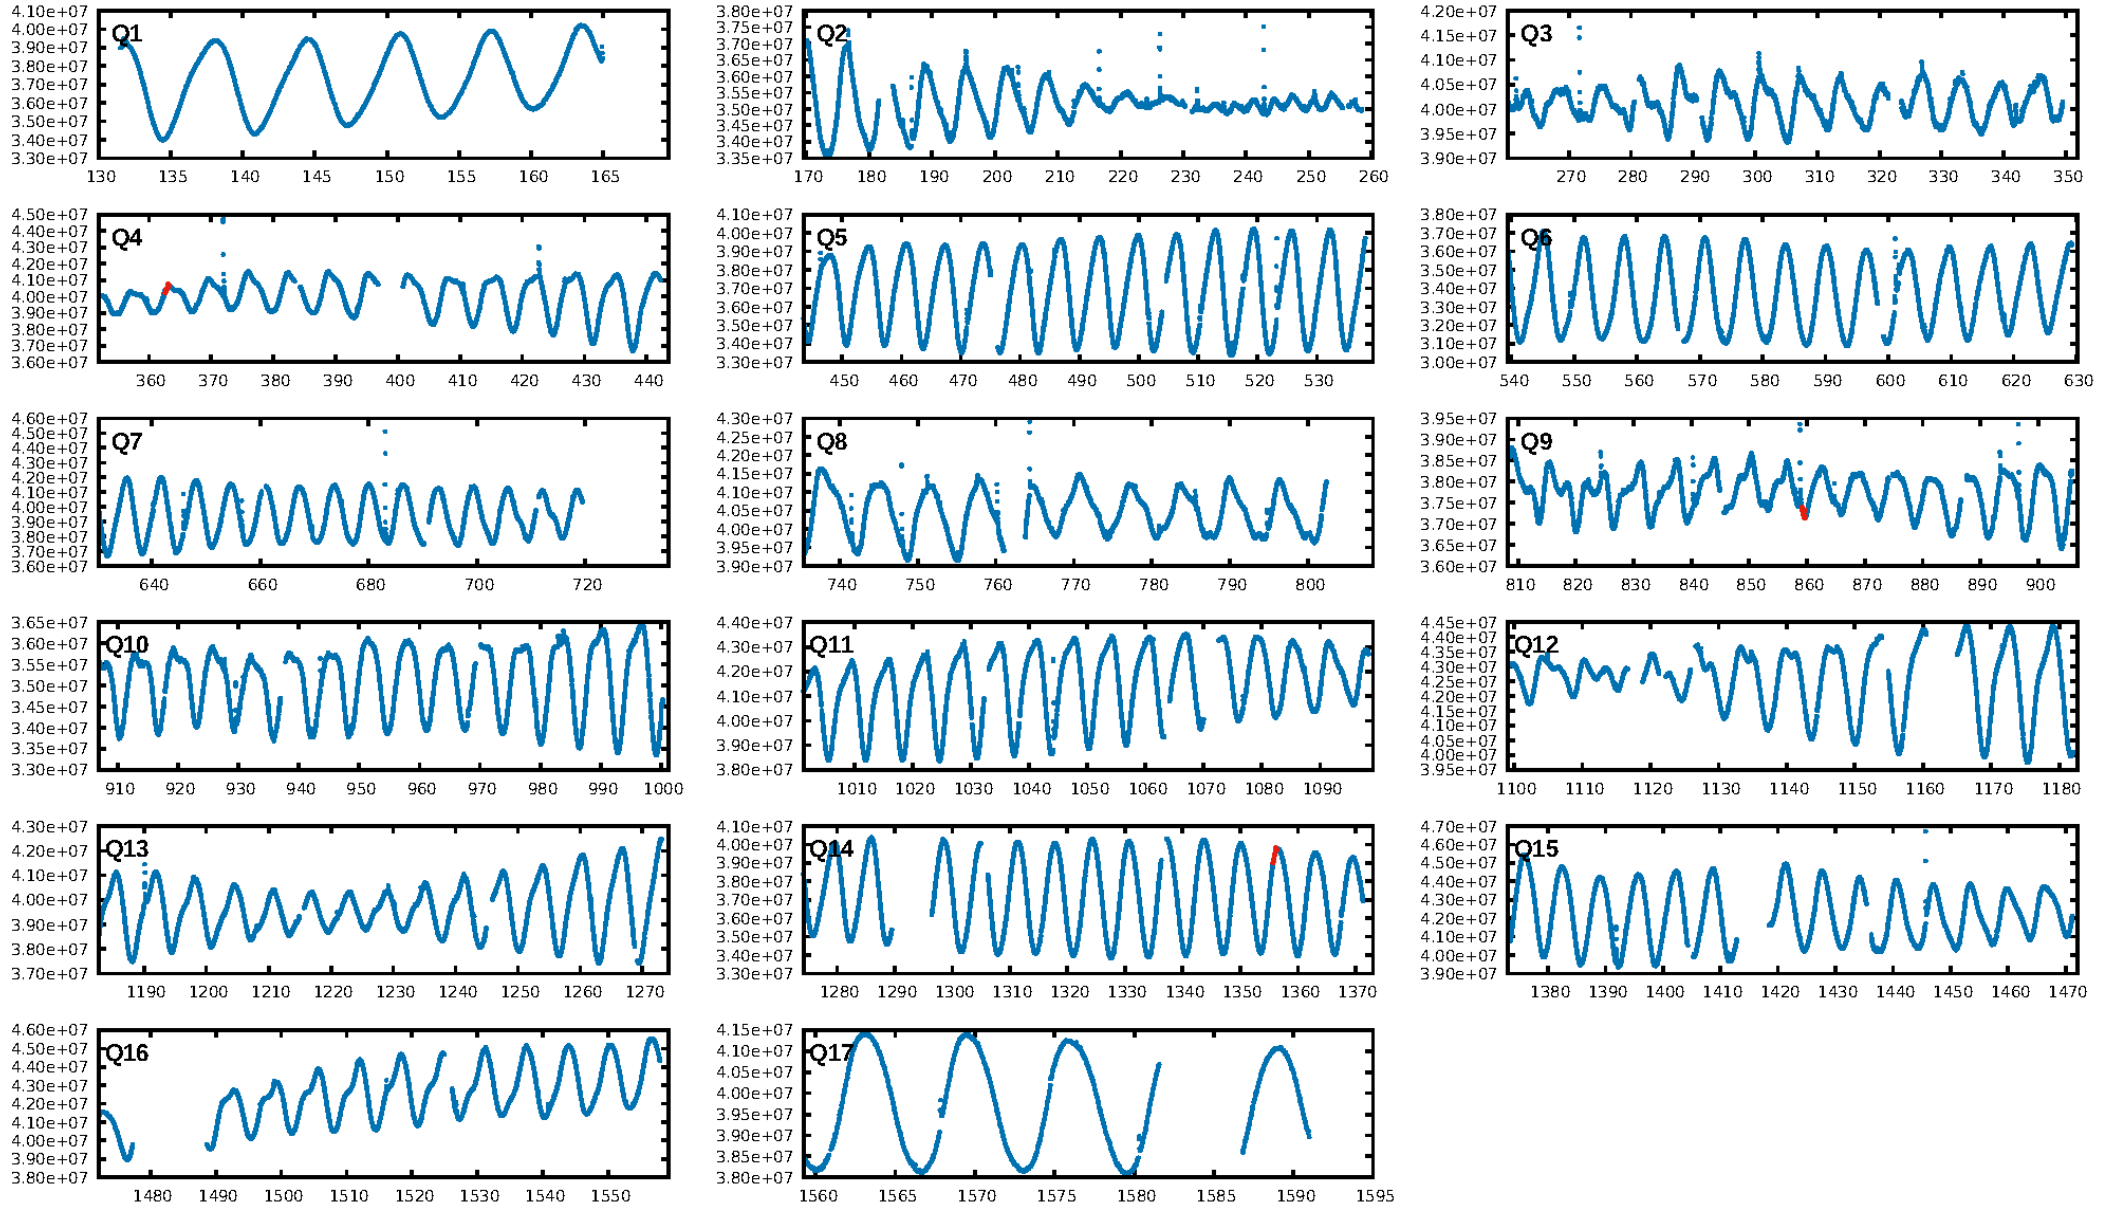 4.10e+07
Q1
4.00e+07
3.90e+07
3.80e+07
3.70e+07
3.60e+07
3.50e+07
3.40e+07
3.30e+07
130 135 140 145 150 155 160 165
3.80e+07
Q2
3.75e+07
3.70e+07
3.65e+07
3.60e+07
3.55e+07
3.50e+07
3.45e+07
3.40e+07
3.35e+07
170 180 190 200 210 220 230 240 250 260
4.20e+07
Q3
4.15e+07
4.10e+07
4.05e+07
4.00e+07
3.95e+07
3.90e+07
270 280 290 300 310 320 330 340 350
4.50e+07
Q4
4.40e+07
4.30e+07
4.20e+07
4.10e+07
4.00e+07
3.90e+07
3.80e+07
3.70e+07
3.60e+07
360 370 380 390 400 410 420 430 440
4.10e+07
Q5
4.00e+07
3.90e+07
3.80e+07
3.70e+07
3.60e+07
3.50e+07
3.40e+07
3.30e+07
450 460 470 480 490 500 510 520 530
3.80e+07
Q6
3.70e+07
3.60e+07
3.50e+07
3.40e+07
3.30e+07
3.20e+07
3.10e+07
3.00e+07
540 550 560 570 580 590 600 610 620 630
4.60e+07
Q7
4.50e+07
4.40e+07
4.30e+07
4.20e+07
4.10e+07
4.00e+07
3.90e+07
3.80e+07
3.70e+07
3.60e+07
640 660 680 700 720
4.30e+07
Q8
4.25e+07
4.20e+07
4.15e+07
4.10e+07
4.05e+07
4.00e+07
3.95e+07
3.90e+07
740 750 760 770 780 790 800
3.95e+07
Q9
3.90e+07
3.85e+07
3.80e+07
3.75e+07
3.70e+07
3.65e+07
3.60e+07
810 820 830 840 850 860 870 880 890 900
3.65e+07
Q10
3.60e+07
3.55e+07
3.50e+07
3.45e+07
3.40e+07
3.35e+07
3.30e+07
910 920 930 940 950 960 970 980 990 1000
4.40e+07
Q11
4.30e+07
4.20e+07
4.10e+07
4.00e+07
3.90e+07
3.80e+07
1010 1020 1030 1040 1050 1060 1070 1080 1090
4.45e+07
Q12
4.40e+07
4.35e+07
4.30e+07
4.25e+07
4.20e+07
4.15e+07
4.10e+07
4.05e+07
4.00e+07
3.95e+07
1100 1110 1120 1130 1140 1150 1160 1170 1180
4.30e+07
Q13
4.20e+07
4.10e+07
4.00e+07
3.90e+07
3.80e+07
3.70e+07
1190 1200 1210 1220 1230 1240 1250 1260 1270
4.10e+07
Q14
4.00e+07
3.90e+07
3.80e+07
3.70e+07
3.60e+07
3.50e+07
3.40e+07
3.30e+07
1280 1290 1300 1310 1320 1330 1340 1350 1360 1370
4.70e+07
Q15
4.60e+07
4.50e+07
4.40e+07
4.30e+07
4.20e+07
4.10e+07
4.00e+07
3.90e+07
1380 1390 1400 1410 1420 1430 1440 1450 1460 1470
4.60e+07
Q16
4.50e+07
4.40e+07
4.30e+07
4.20e+07
4.10e+07
4.00e+07
3.90e+07
3.80e+07
1480 1490 1500 1510 1520 1530 1540 1550
4.15e+07
Q17
4.10e+07
4.05e+07
4.00e+07
3.95e+07
3.90e+07
3.85e+07
3.80e+07
1560 1565 1570 1575 1580 1585 1590 1595